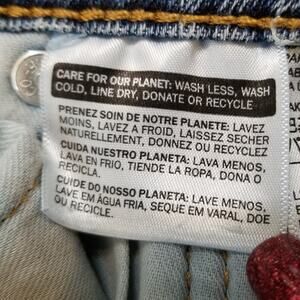 CARE FOR OUR PLANET: WASH LESS, WASH
COLD, LINE DRY, DONATE OR RECYCLE
PRENEZ SOIN DE NOTRE PLANETE: LAVEZ
MOINS, LAVEZ A FROID, LAISSEZ SECHER
NATURELLEMENT, DONNEZ OU RECYCLEZ
CUIDA NUESTRO PLANETA: LAVA MENOS,
LAVA EN FRIO, TIENDE LA ROPA, DONA O
RECICLA.
CUIDE DO NOSSO PLANETA: LAVE MENOS,
LAVE EM ÁGUA FRIA, SEQUE EM VARAL, DOE
OU RECICLE.